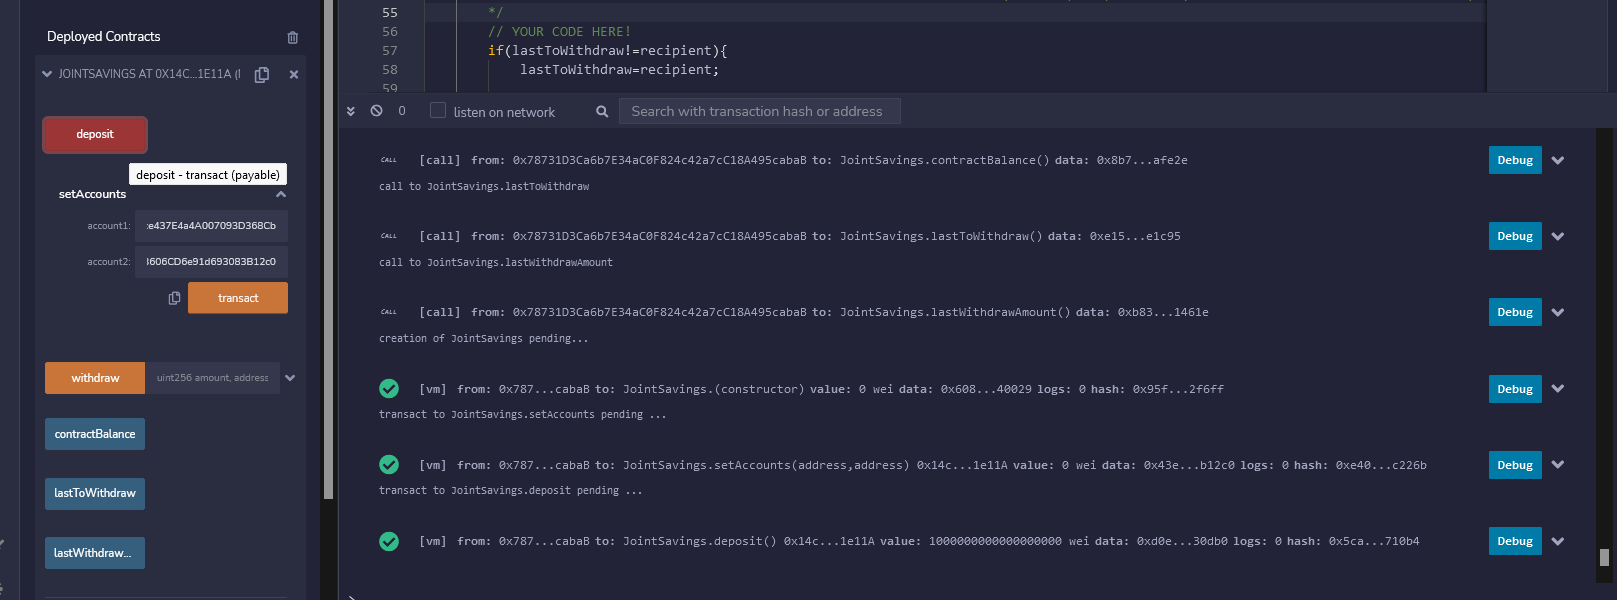 Deployed Contracts
JOINTSAVINGS AT 0X14C...1E11A (
deposit
deposit - transact (payable)
setAccounts
account1: :e437E4a4A007093D368Cb
account2: 606CD6e91d693083B12c0
transact
withdraw uint256 amount, address
contractBalance
lastToWithdraw
lastWithdraw...
55 */
56 // YOUR CODE HERE!
57 if(lastToWithdraw!=recipient){
58 lastToWithdraw=recipient;
59
0 listen on network Search with transaction hash or address
CALL [call] from: 0x78731D3Ca6b7E34aC0F824c42a7cC18A495cabaB to: JointSavings.contractBalance() data: 0x8b7...afe2e Debug
call to JointSavings.lastToWithdraw
CALL [call] from: 0x78731D3Ca6b7E34aC0F824c42a7cC18A495cabaB to: JointSavings.lastToWithdraw() data: 0xe15...e1c95 Debug
call to JointSavings.lastWithdrawAmount
CALL [call] from: 0x78731D3Ca6b7E34aC0F824c42a7cC18A495cabaB to: JointSavings.lastWithdrawAmount() data: 0xb83...1461e Debug
creation of JointSavings pending...
[vm] from: 0x787...cabaB to: JointSavings.(constructor) value: 0 wei data: 0x608...40029 logs: 0 hash: 0x95f...2f6ff Debug
transact to JointSavings.setAccounts pending ...
[vm] from: 0x787...cabaB to: JointSavings.setAccounts(address,address) 0x14c...1e11A value: 0 wei data: 0x43e...b12c0 logs: 0 hash: 0xe40...c226b Debug
transact to JointSavings.deposit pending ...
[vm] from: 0x787...cabaB to: JointSavings.deposit() 0x14c...1e11A value: 1000000000000000000 wei data: 0xd0e...30db0 logs: 0 hash: 0x5ca...710b4 Debug